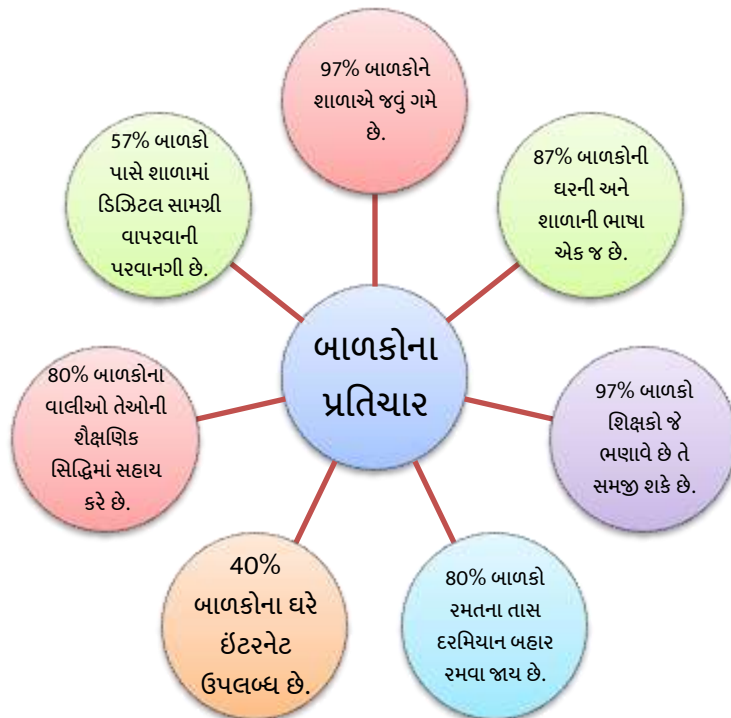 97% બાળકોને
શાળાએ જવું ગમે
છે.
87% બાળકોની
ઘરની અને
શાળાની ભાષા
એક જ છે.
97% બાળકો
શિક્ષકો જે
ભણાવે છે તે
સમજી શકે છે.
80% બાળકો
રમતના તાસ
દરમિયાન બહાર
રમવા જાય છે.
40%
બાળકોના ઘરે
ઇંટરનેટ
ઉપલબ્ધ છે.
80% બાળકોના
વાલીઓ તેઓની
શૈક્ષણિક
સિદ્ધિમાં સહાય
કરે છે.
57% બાળકો
પાસે શાળામાં
ડિઝિટલ સામગ્રી
વાપરવાની
પરવાનગી છે.
બાળકોના
પ્રતિચાર